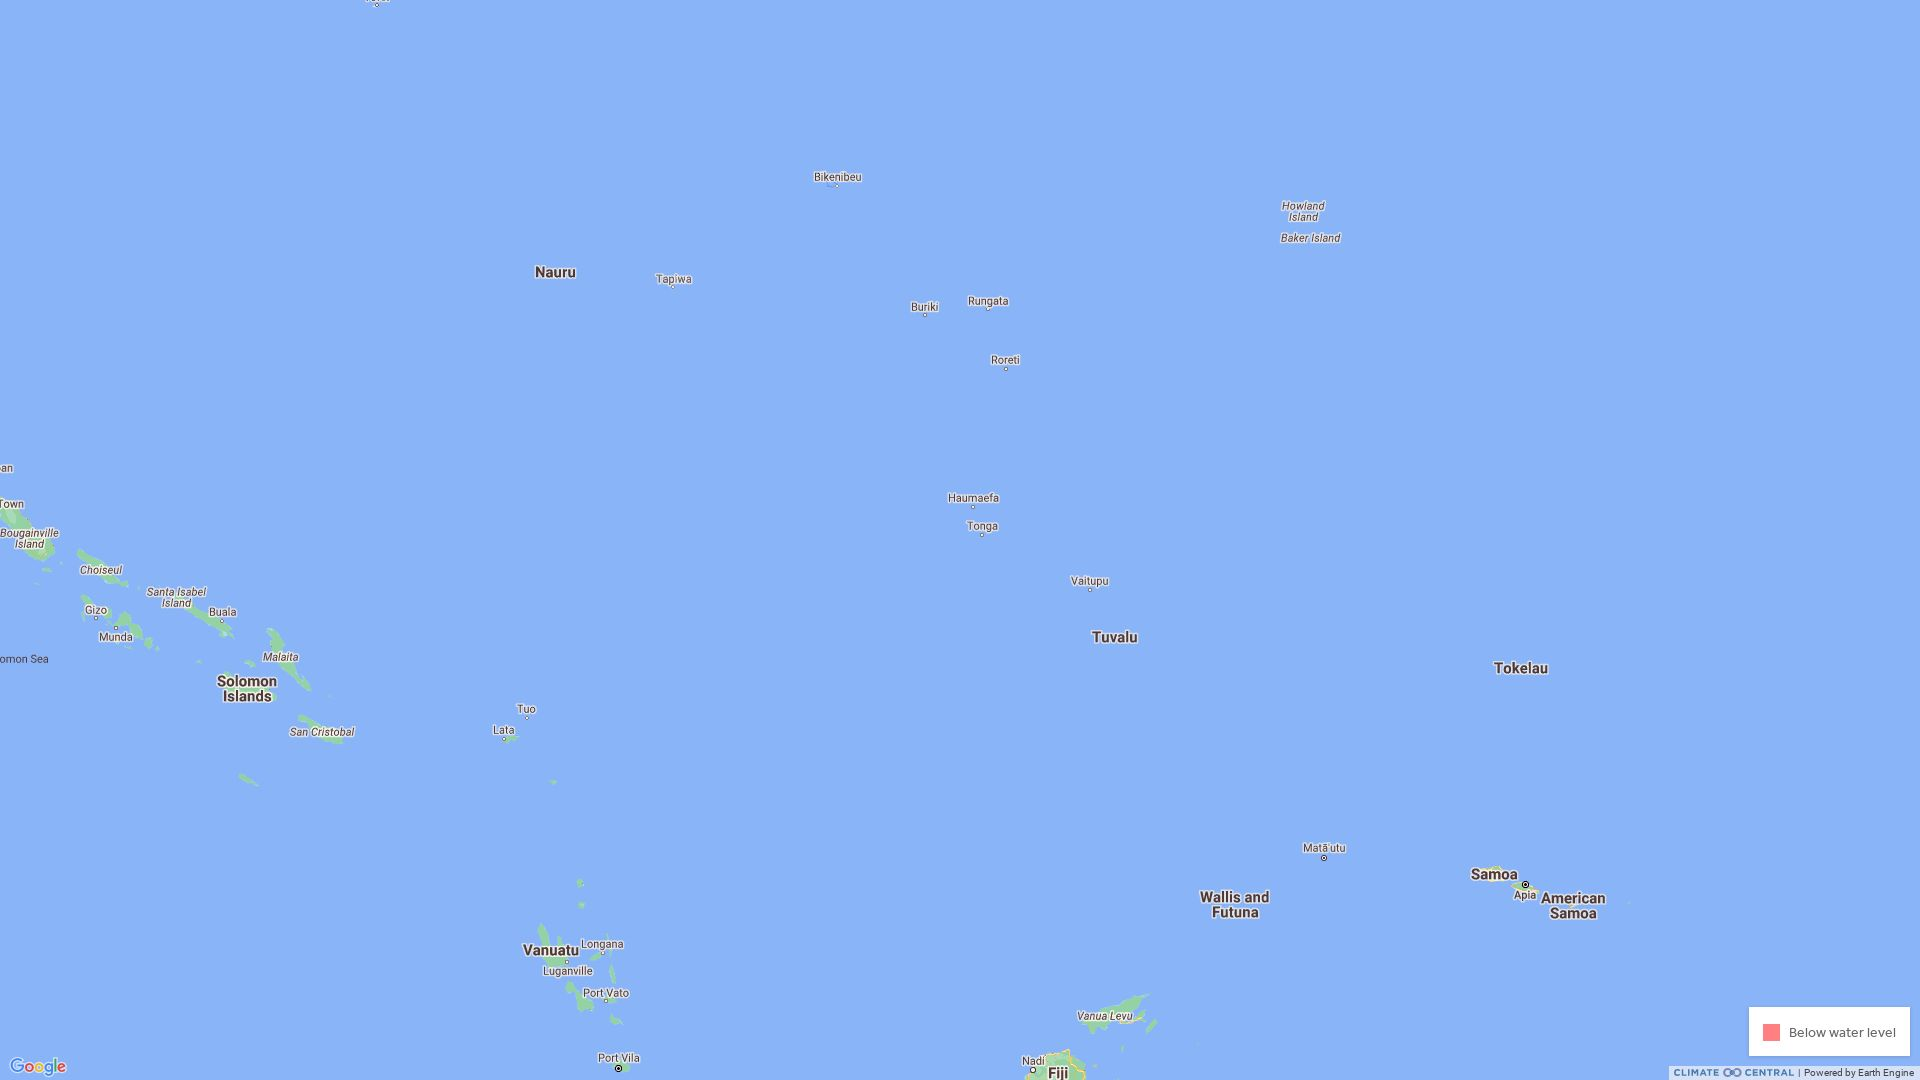 Bikenibeu
Howland
Island
Baker Island
Nauru
Tapiwa
Buriki
Rungata
Roreti
an
Haumaefa
Town
Tonga
Bougainville
Island
Choiseul
Vaitupu
Santa Isabel
Island
Gizo
Buala
Munda
Tuvalu
omon Sea
Malaita
Tokelau
Solomon
Islands
Tuo
San Cristobal
Lata
Matā'utu
Samoa
Apia
American
Samoa
Wallis and
Futuna
Vanuatu
Longana
Luganville
Port Vato
Vanua Levu
Below water level
Port Vila
Nadi
Fiji
Google
CLIMATE CENTRAL | Powered by Earth Engine